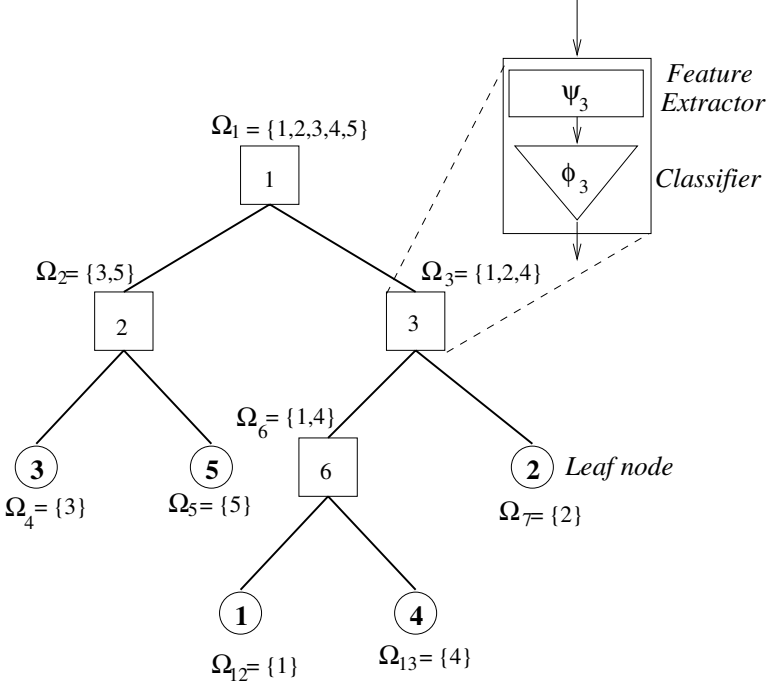 Feature
Extractor
ψ3
Ω1 = {1,2,3,4,5}
1
ϕ3
Classifier
Ω2= {3,5}
Ω3= {1,2,4}
2
3
Ω6= {1,4}
3
5
6
2
Leaf node
Ω4= {3}
Ω5= {5}
Ω7= {2}
1
4
Ω12= {1}
Ω13= {4}